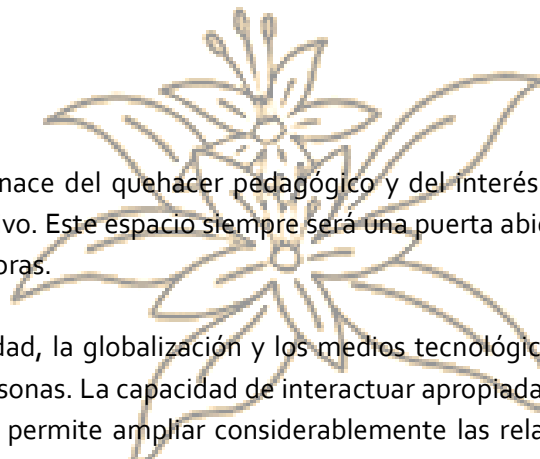 nace del quehacer pedagógico y del interés
vo. Este espacio siempre será una puerta abie
oras.
dad, la globalización y los medios tecnológic
sonas. La capacidad de interactuar apropiada
permite ampliar considerablemente las rela